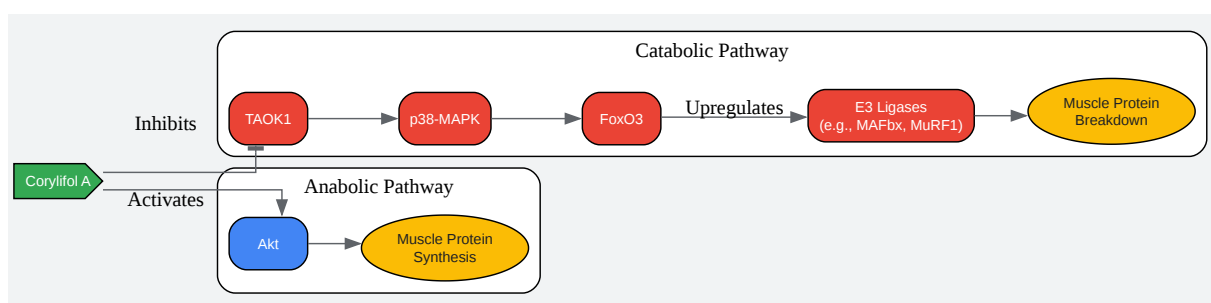 Catabolic Pathway
TAOK1
p38-MAPK
FoxO3
Upregulates
E3 Ligases
(e.g., MAFbx, MuRF1)
Muscle Protein
Breakdown
Inhibits
Corylifol A
Activates
Anabolic Pathway
Akt
Muscle Protein
Synthesis